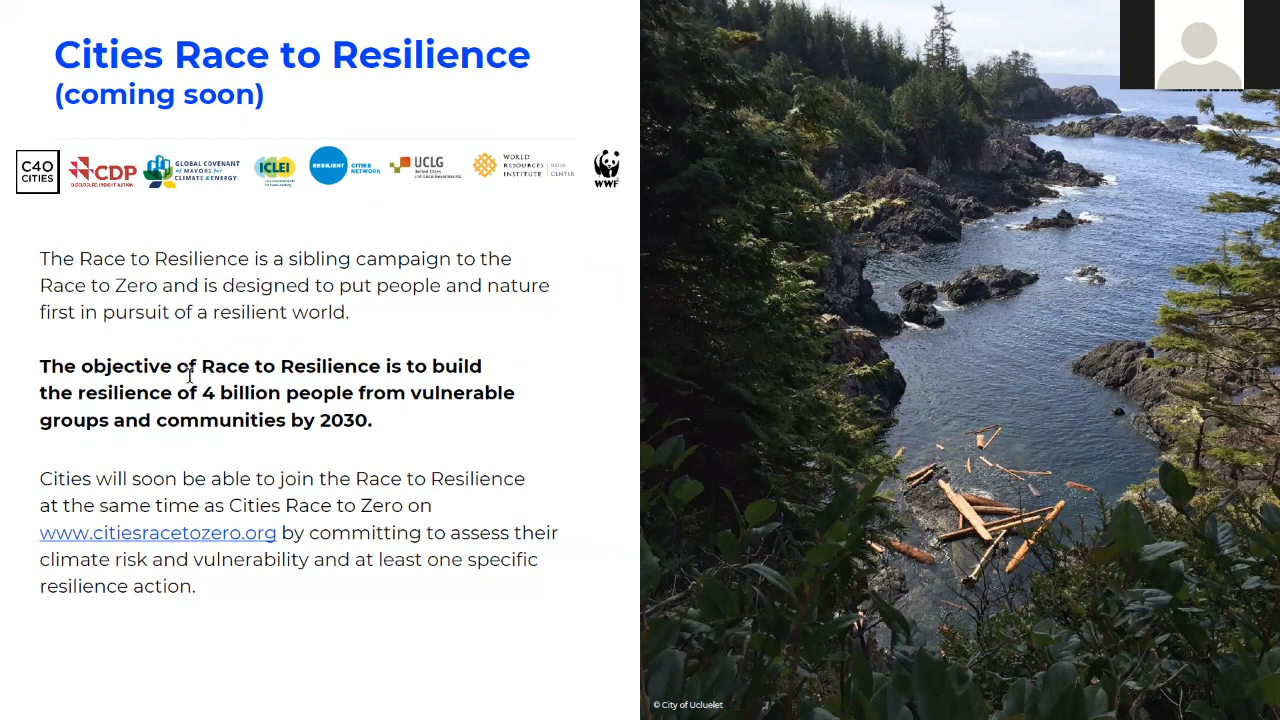 Cities Race to Resilience
(coming soon)
C40
CITIES
CDP
DISCLOSURE INSIGHT ACTION
GLOBAL COVENANT
of MAYORS for
CLIMATE & ENERGY
ICLEI
RESILIENT
CITIES
NETWORK
UCLG
United Cities
and Local Governments
WORLD
RESOURCES
INSTITUTE
ROSS
CENTER
WWF
The Race to Resilience is a sibling campaign to the
Race to Zero and is designed to put people and nature
first in pursuit of a resilient world.
The objective of Race to Resilience is to build
the resilience of 4 billion people from vulnerable
groups and communities by 2030.
Cities will soon be able to join the Race to Resilience
at the same time as Cities Race to Zero on
www.citiesracetozero.org by committing to assess their
climate risk and vulnerability and at least one specific
resilience action.
© City of Ucluelet